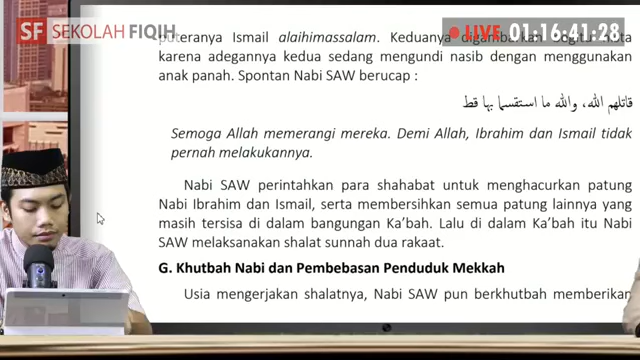 SF SEKOLAH FIQIH
LIVE 01:16:41:28
puteranya Ismail alaihimassalam. Keduanya
karena adegannya kedua sedang mengundi nasib dengan menggunakan
anak panah. Spontan Nabi SAW berucap :
قاتلهم الله، والله ما استقسما بها قط
Semoga Allah memerangi mereka. Demi Allah, Ibrahim dan Ismail tidak
pernah melakukannya.
Nabi SAW perintahkan para shahabat untuk menghacurkan patung
Nabi Ibrahim dan Ismail, serta membersihkan semua patung lainnya yang
masih tersisa di dalam bangungan Ka’bah. Lalu di dalam Ka’bah itu Nabi
SAW melaksanakan shalat sunnah dua rakaat.
G. Khutbah Nabi dan Pembebasan Penduduk Mekkah
Usia mengerjakan shalatnya, Nabi SAW pun berkhutbah memberikan